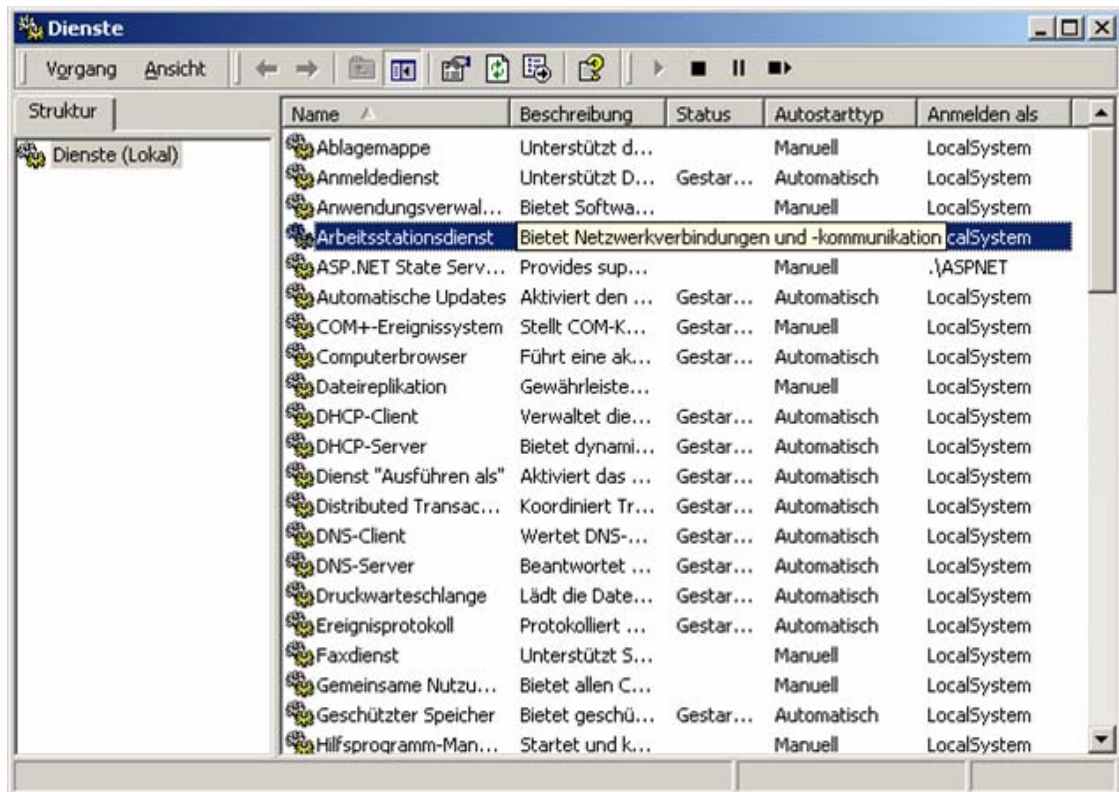 Dienste
Vorgang Ansicht
Struktur
Dienste (Lokal)
Name Beschreibung Status Autostarttyp Anmelden als
Ablagemappe Unterstützt d... Manuell LocalSystem
Anmeldedienst Unterstützt D... Gestar... Automatisch LocalSystem
Anwendungsverwal... Bietet Softwa... Manuell LocalSystem
Arbeitsstationsdienst Bietet Netzwerkverbindungen und -kommunikation calSystem
ASP.NET State Serv... Provides sup... Manuell .\ASPNET
Automatische Updates Aktiviert den ... Gestar... Automatisch LocalSystem
COM+-Ereignissystem Stellt COM-K... Gestar... Manuell LocalSystem
Computerbrowser Führt eine ak... Gestar... Automatisch LocalSystem
Dateireplikation Gewährleiste... Manuell LocalSystem
DHCP-Client Verwaltet die... Gestar... Automatisch LocalSystem
DHCP-Server Bietet dynami... Gestar... Automatisch LocalSystem
Dienst "Ausführen als" Aktiviert das ... Gestar... Automatisch LocalSystem
Distributed Transac... Koordiniert Tr... Gestar... Automatisch LocalSystem
DNS-Client Wertet DNS-... Gestar... Automatisch LocalSystem
DNS-Server Beantwortet ... Gestar... Automatisch LocalSystem
Druckwarteschlange Lädt die Date... Gestar... Automatisch LocalSystem
Ereignisprotokoll Protokolliert ... Gestar... Automatisch LocalSystem
Faxdienst Unterstützt S... Manuell LocalSystem
Gemeinsame Nutzu... Bietet allen C... Manuell LocalSystem
Geschützter Speicher Bietet geschü... Gestar... Automatisch LocalSystem
Hilfsprogramm-Man... Startet und k... Manuell LocalSystem